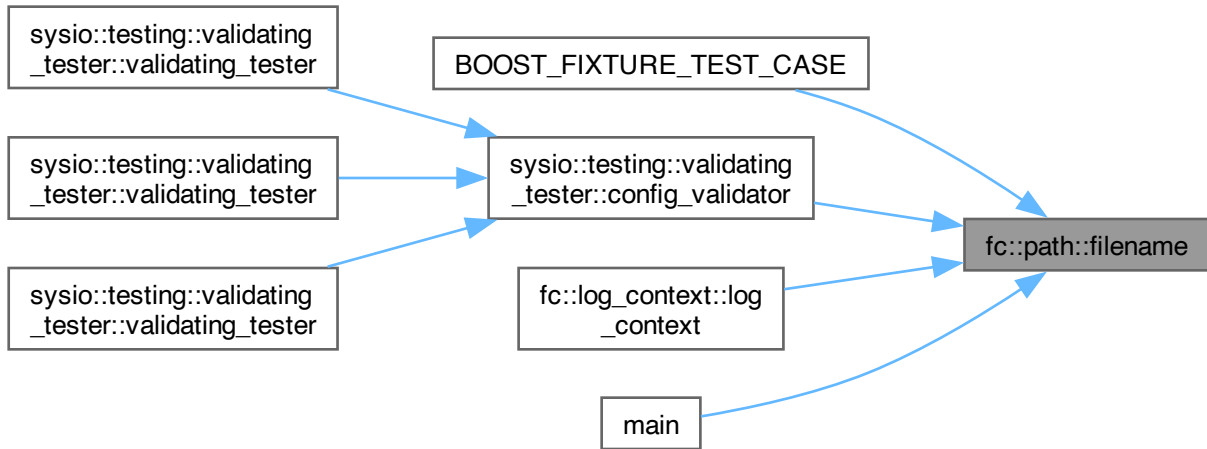 sysio::testing::validating
_tester::validating_tester
sysio::testing::validating
_tester::validating_tester
sysio::testing::validating
_tester::validating_tester
BOOST_FIXTURE_TEST_CASE
sysio::testing::validating
_tester::config_validator
fc::log_context::log
_context
main
fc::path::filename